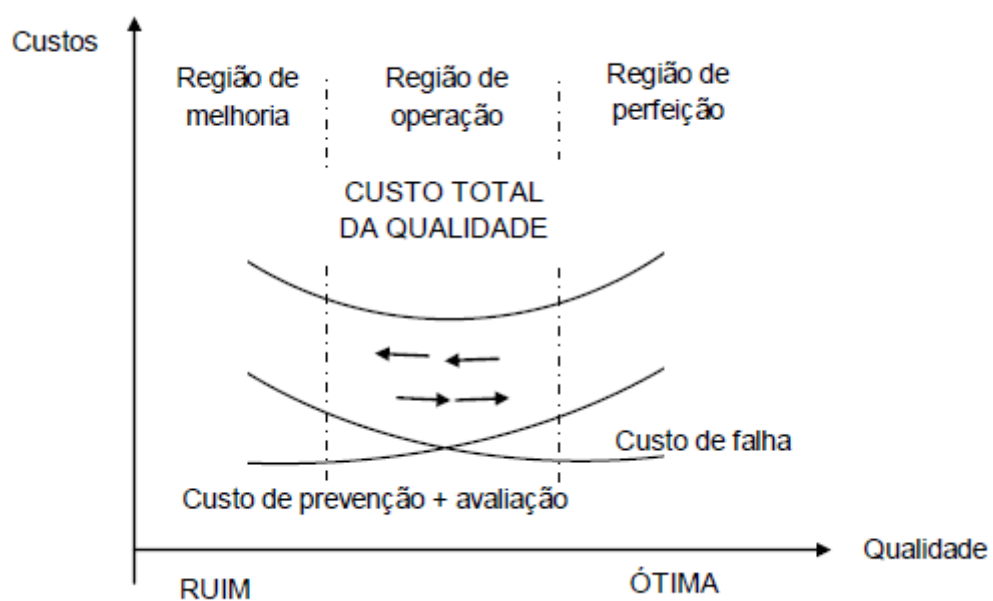 Custos
Região de
melhoria
Região de
operação
Região de
perfeição
CUSTO TOTAL
DA QUALIDADE
Custo de falha
Custo de prevenção + avaliação
Qualidade
RUIM
ÓTIMA